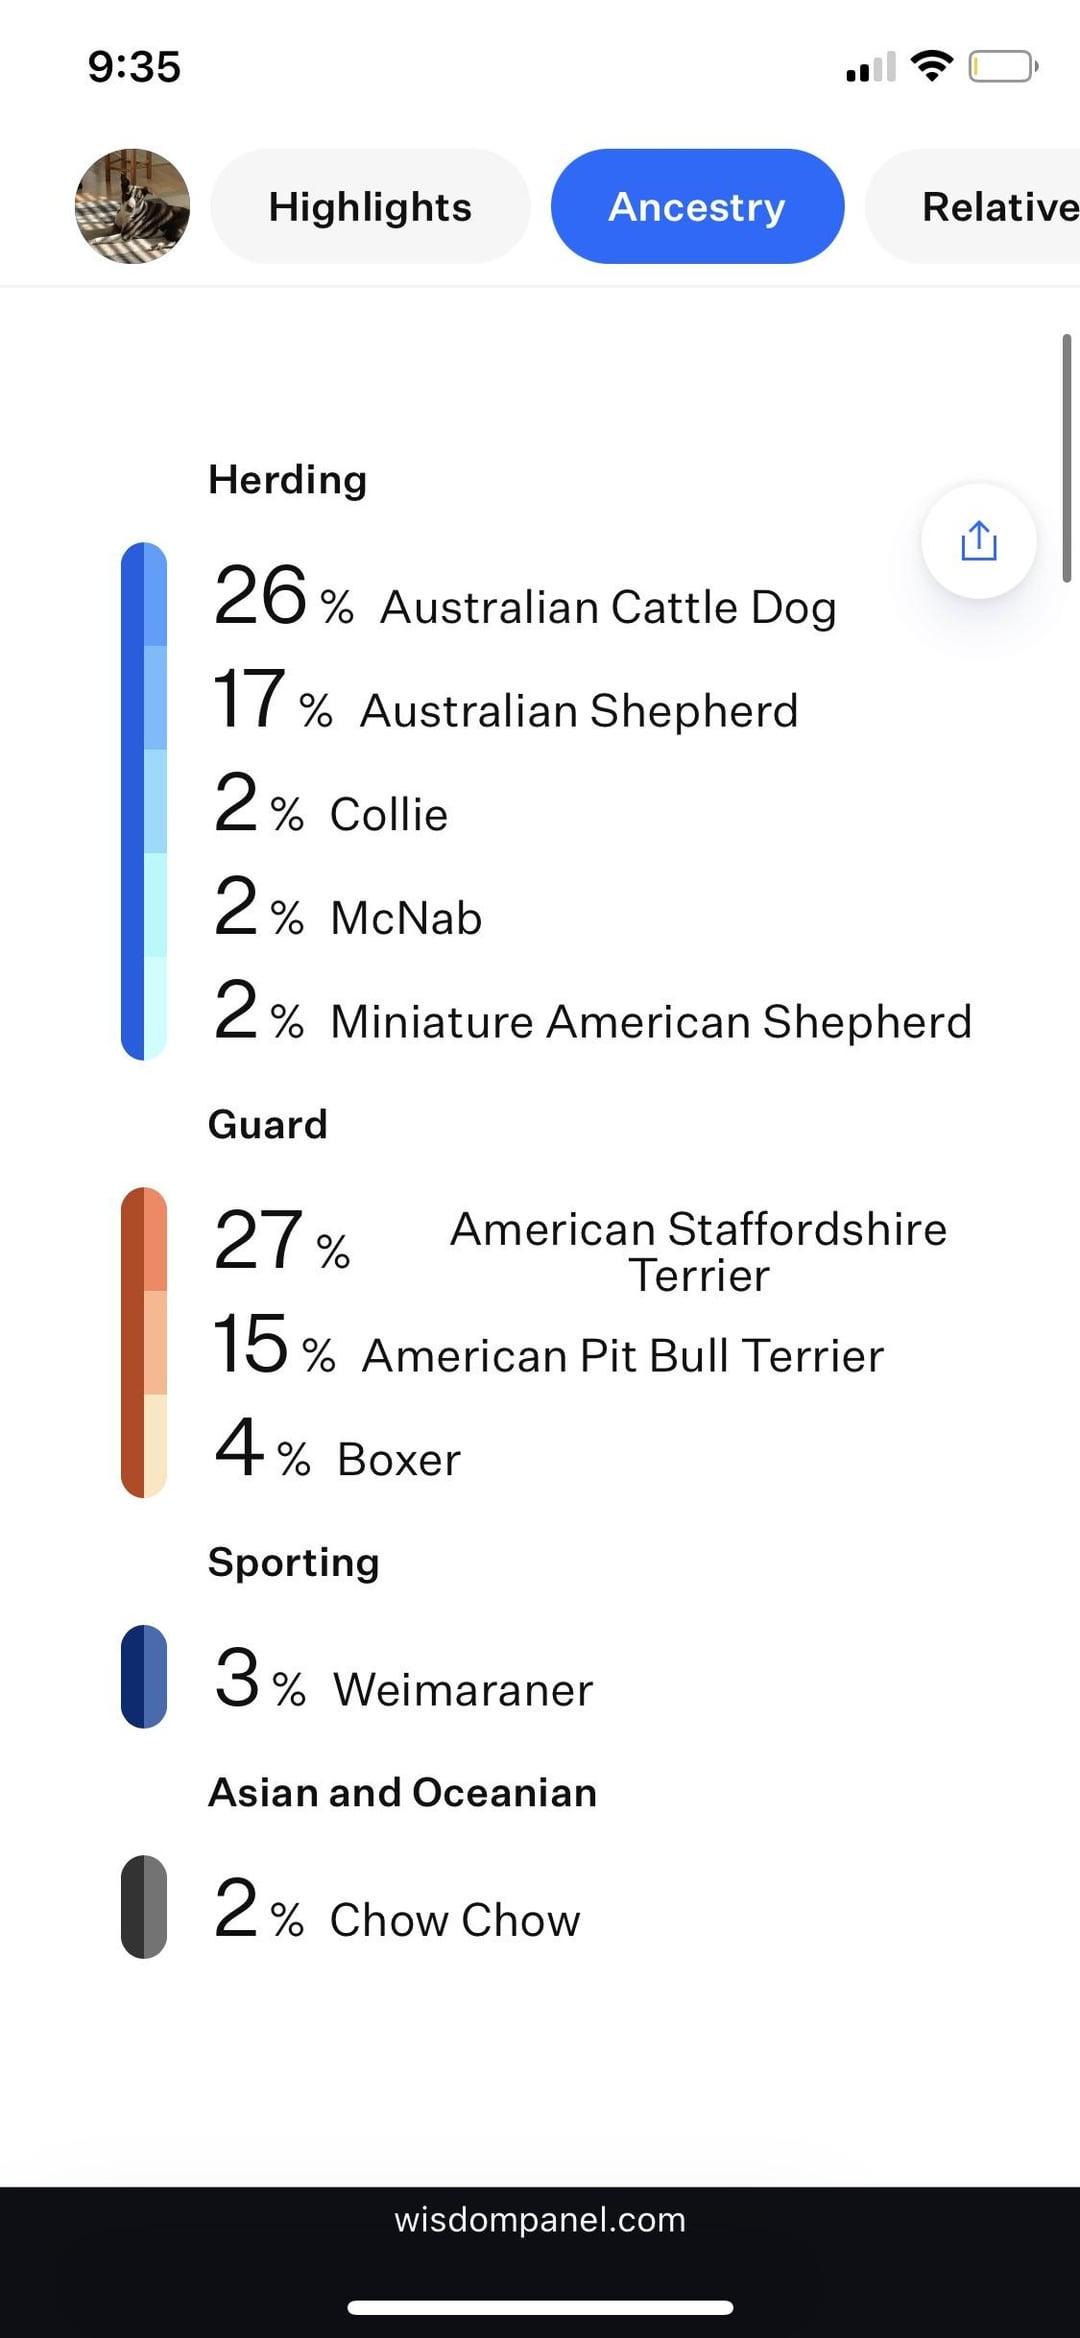 9:35
Highlights
Ancestry
Relative
Herding
26 % Australian Cattle Dog
17 % Australian Shepherd
2 % Collie
2 % McNab
2 % Miniature American Shepherd
Guard
27 % American Staffordshire
Terrier
15 % American Pit Bull Terrier
4 % Boxer
Sporting
3 % Weimaraner
Asian and Oceanian
2 % Chow Chow
wisdompanel.com